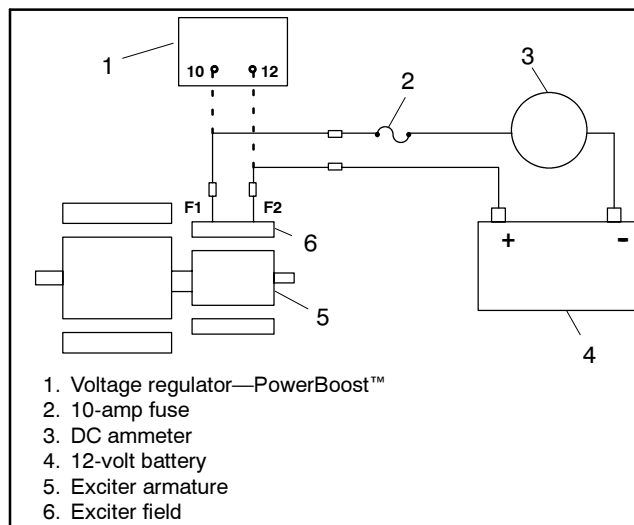 1
10
12
2
3
F1
F2
6
5
+
-
4
1. Voltage regulator—PowerBoost™
2. 10-amp fuse
3. DC ammeter
4. 12-volt battery
5. Exciter armature
6. Exciter field